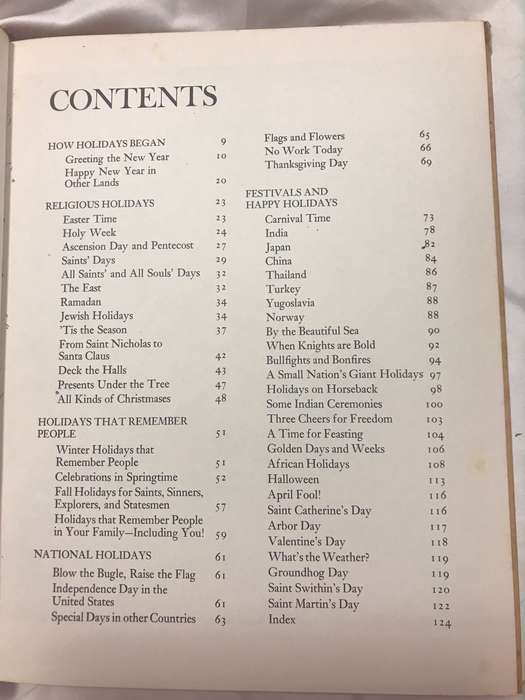 CONTENTS
HOW HOLIDAYS BEGAN 9
Greeting the New Year 10
Happy New Year in
Other Lands 20
RELIGIOUS HOLIDAYS 23
Easter Time 23
Holy Week 24
Ascension Day and Pentecost 27
Saints' Days 29
All Saints' and All Souls' Days 32
The East 32
Ramadan 34
Jewish Holidays 34
'Tis the Season 37
From Saint Nicholas to
Santa Claus 42
Deck the Halls 43
Presents Under the Tree 47
All Kinds of Christmases 48
HOLIDAYS THAT REMEMBER
PEOPLE 51
Winter Holidays that
Remember People 51
Celebrations in Springtime 52
Fall Holidays for Saints, Sinners,
Explorers, and Statesmen 57
Holidays that Remember People
in Your Family—Including You! 59
NATIONAL HOLIDAYS 61
Blow the Bugle, Raise the Flag 61
Independence Day in the
United States 61
Special Days in other Countries 63
Flags and Flowers 65
No Work Today 66
Thanksgiving Day 69
FESTIVALS AND
HAPPY HOLIDAYS
Carnival Time 73
India 78
Japan 82
China 84
Thailand 86
Turkey 87
Yugoslavia 88
Norway 88
By the Beautiful Sea 90
When Knights are Bold 92
Bullfights and Bonfires 94
A Small Nation's Giant Holidays 97
Holidays on Horseback 98
Some Indian Ceremonies 100
Three Cheers for Freedom 103
A Time for Feasting 104
Golden Days and Weeks 106
African Holidays 108
Halloween 113
April Fool! 116
Saint Catherine's Day 116
Arbor Day 117
Valentine's Day 118
What's the Weather? 119
Groundhog Day 119
Saint Swithin's Day 120
Saint Martin's Day 122
Index 124